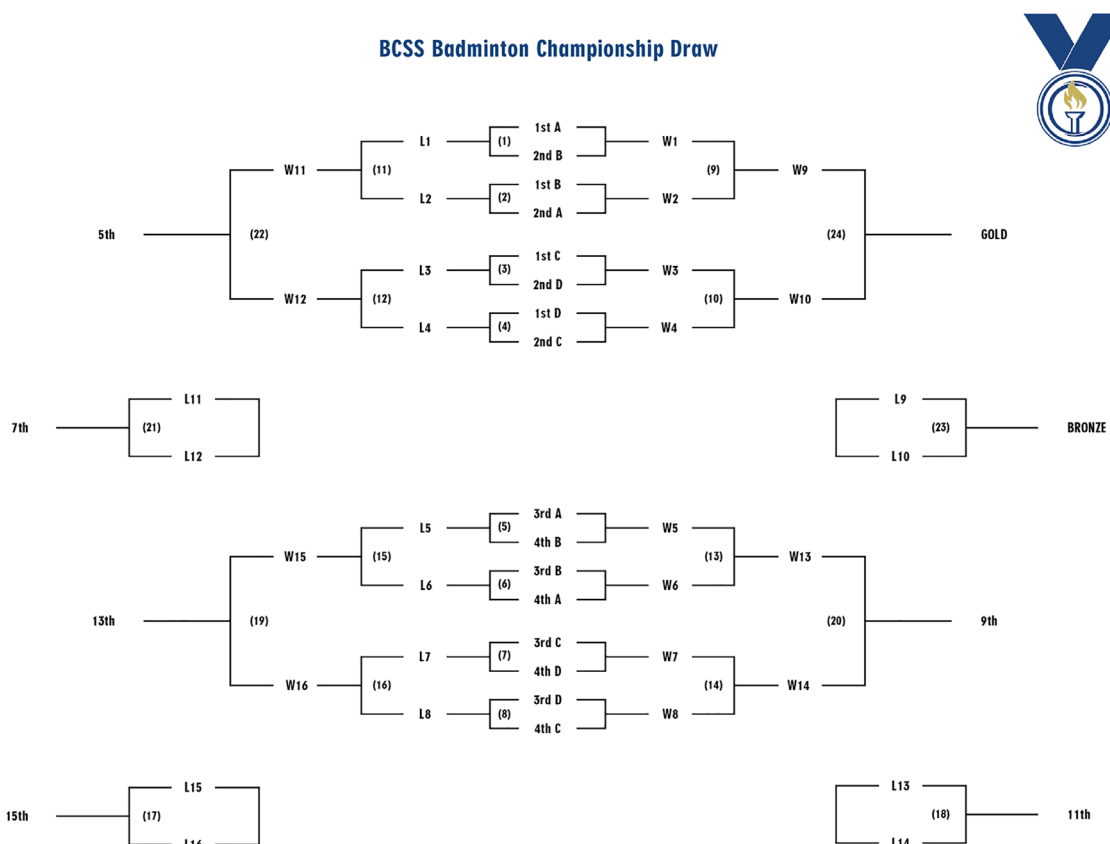 BCSS Badminton Championship Draw
1st A
L1 (1) W1
2nd B
W11 (11) (9) W9
1st B
L2 (2) W2
2nd A
5th (22) (24) GOLD
1st C
L3 (3) W3
2nd D
W12 (12) (10) W10
1st D
L4 (4) W4
2nd C
L11 L9
7th (21) (23) BRONZE
L12 L10
3rd A
L5 (5) W5
4th B
W15 (15) (13) W13
3rd B
L6 (6) W6
4th A
13th (19) (20) 9th
3rd C
L7 (7) W7
4th D
W16 (16) (14) W14
3rd D
L8 (8) W8
4th C
L15 L13
15th (17) (18) 11th
L16 L14